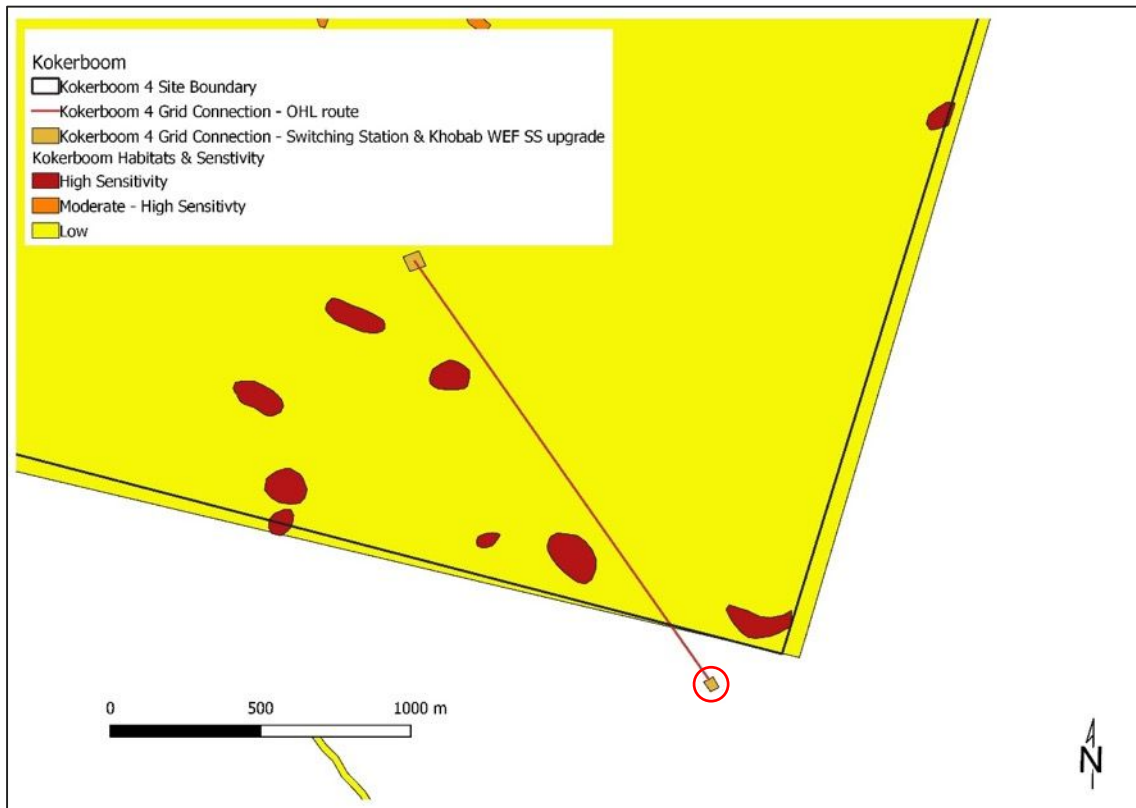 Kokerboom
Kokerboom 4 Site Boundary
Kokerboom 4 Grid Connection - OHL route
Kokerboom 4 Grid Connection - Switching Station & Khobab WEF SS upgrade
Kokerboom Habitats & Senstivity
High Sensitivity
Moderate - High Sensitivty
Low
0 500 1000 m
N